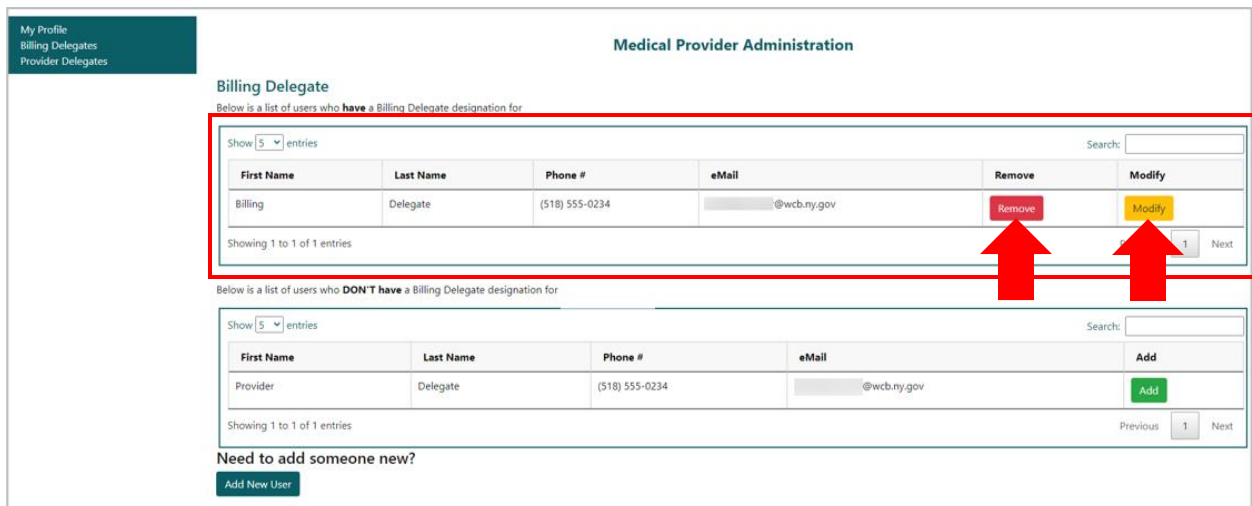 My Profile
Billing Delegates
Provider Delegates
Medical Provider Administration
Billing Delegate
Below is a list of users who have a Billing Delegate designation for
Show 5 entries Search:
First Name Last Name Phone # eMail Remove Modify
Billing Delegate (518) 555-0234 @wcb.ny.gov Remove Modify
Showing 1 to 1 of 1 entries 1 Next
Below is a list of users who DON'T have a Billing Delegate designation for
Show 5 entries Search:
First Name Last Name Phone # eMail Add
Provider Delegate (518) 555-0234 @wcb.ny.gov Add
Showing 1 to 1 of 1 entries Previous 1 Next
Need to add someone new?
Add New User